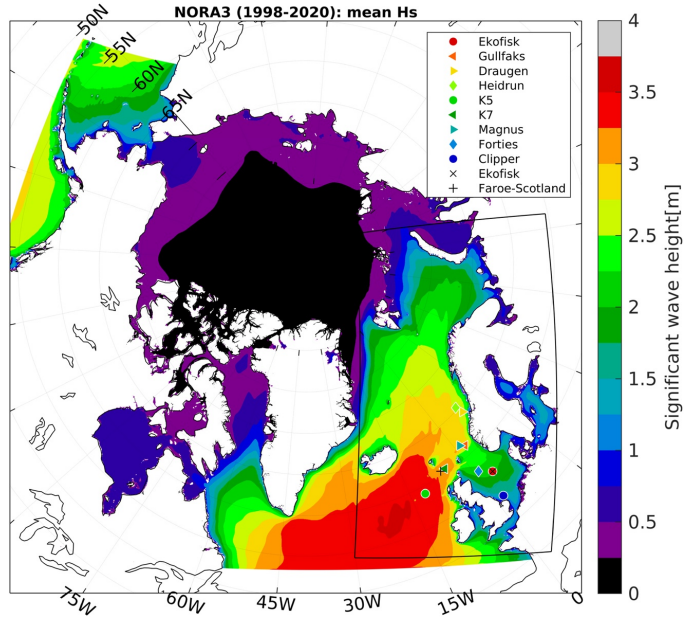 NORA3 (1998-2020): mean Hs
-50N
-55N
-60N
-65N
Ekofisk
Gullfaks
Draugen
Heidrun
K5
K7
Magnus
Forties
Clipper
Ekofisk
Faroe-Scotland
4
3.5
3
2.5
2
1.5
1
0.5
0
Significant wave height[m]
75W
60W
45W
30W
15W
0